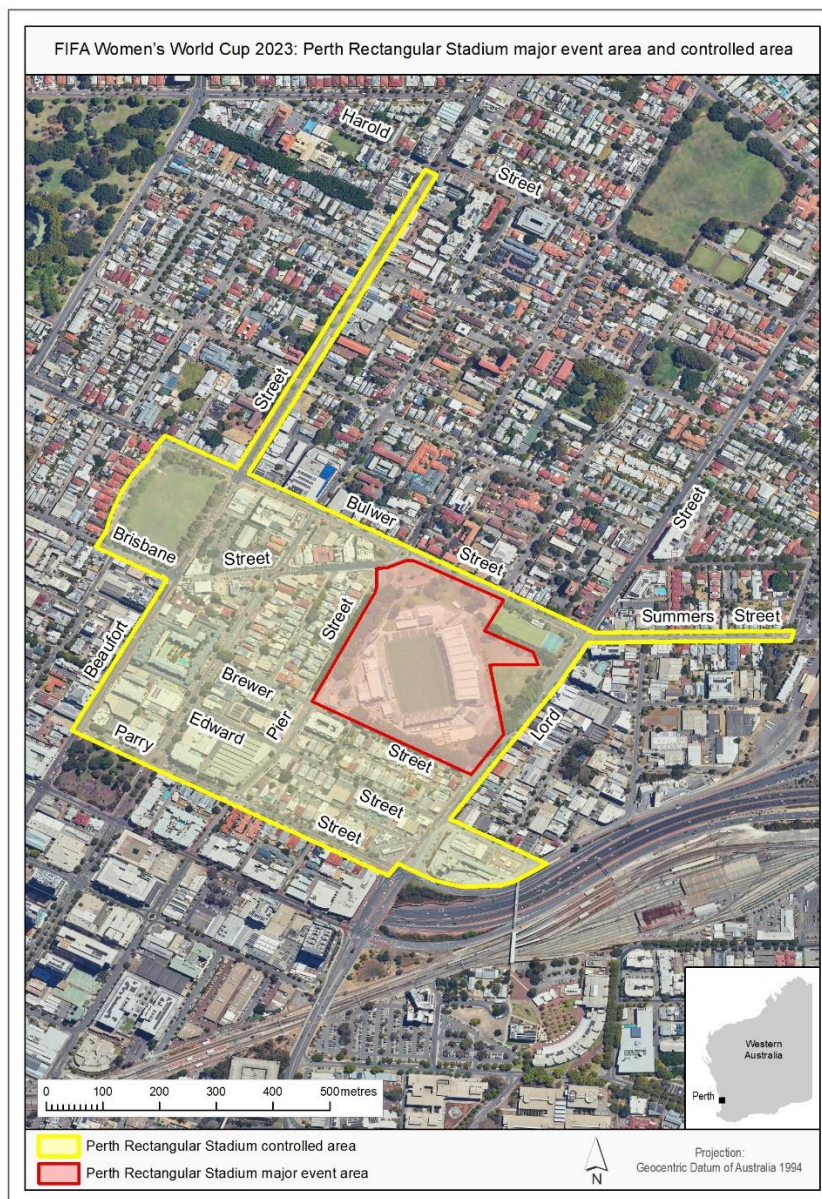 FIFA Women's World Cup 2023: Perth Rectangular Stadium major event area and controlled area
Harold
Street
Street
Bulwer
Street
Street
Brisbane
Street
Street
Summers Street
Beaufort
Brewer
Edward
Pier
Lord
Parry
Street
Street
Street
Western
Australia
Perth
0 100 200 300 500 metres
Perth Rectangular Stadium controlled area
Perth Rectangular Stadium major event area
N
Projection:
Geocentric Datum of Australia 1994